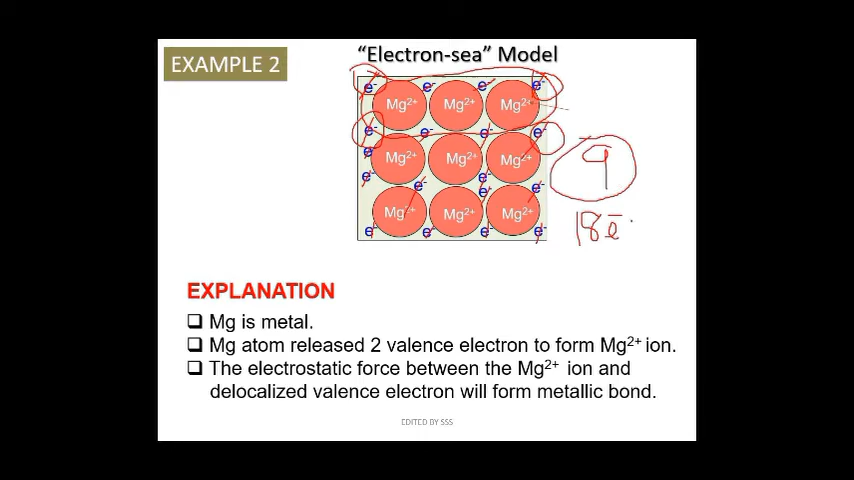 EXAMPLE 2
"Electron-sea" Model
e⁻ e⁻ e⁻ e⁻
Mg²⁺ Mg²⁺ Mg²⁺
e⁻ e⁻ e⁻ e⁻
e⁻ Mg²⁺ Mg²⁺ Mg²⁺
9
e⁻ e⁻
e⁻ e⁻ e⁻
Mg²⁺ Mg²⁺ Mg²⁺
e⁻ e⁻ e⁻ e⁻
18e⁻
EXPLANATION
❑ Mg is metal.
❑ Mg atom released 2 valence electron to form Mg²⁺ ion.
❑ The electrostatic force between the Mg²⁺ ion and
delocalized valence electron will form metallic bond.
EDITED BY SSS